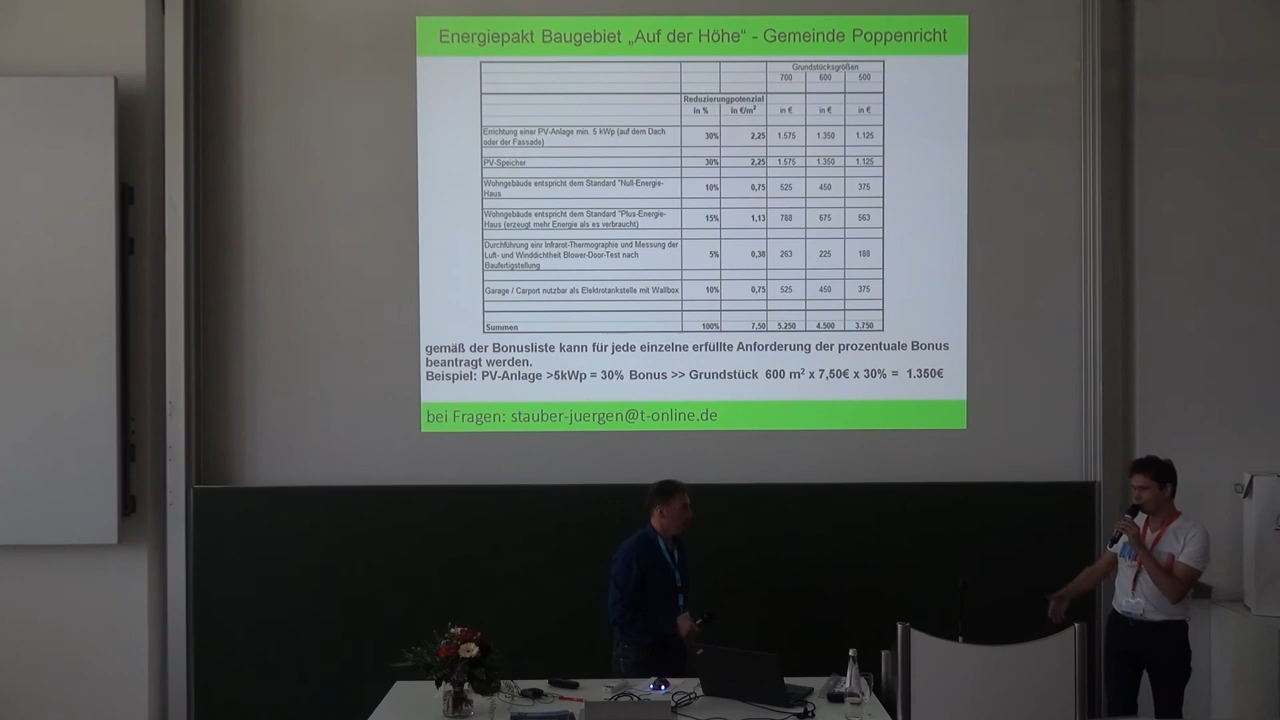 Energiepakt Baugebiet „Auf der Höhe“ - Gemeinde Poppenricht
Grundstücksgrößen
700 600 500
Reduzierungpotenzial
in % in €/m² in € in € in €
Errichtung einer PV-Anlage min. 5 kWp (auf dem Dach
oder der Fassade) 30% 2,25 1.575 1.350 1.125
PV-Speicher 30% 2,25 1.575 1.350 1.125
Wohngebäude entspricht dem Standard "Null-Energie-
Haus 10% 0,75 525 450 375
Wohngebäude entspricht dem Standard "Plus-Energie-
Haus (erzeugt mehr Energie als es verbraucht) 15% 1,13 788 675 563
Durchführung einr Infrarot-Thermographie und Messung der
Luft- und Winddichtheit Blower-Door-Test nach
Baufertigstellung 5% 0,38 263 225 188
Garage / Carport nutzbar als Elektrotankstelle mit Wallbox 10% 0,75 525 450 375
Summen 100% 7,50 5.250 4.500 3.750
gemäß der Bonusliste kann für jede einzelne erfüllte Anforderung der prozentuale Bonus
beantragt werden.
Beispiel: PV-Anlage >5kWp = 30% Bonus >> Grundstück 600 m² x 7,50€ x 30% = 1.350€
bei Fragen: stauber-juergen@t-online.de